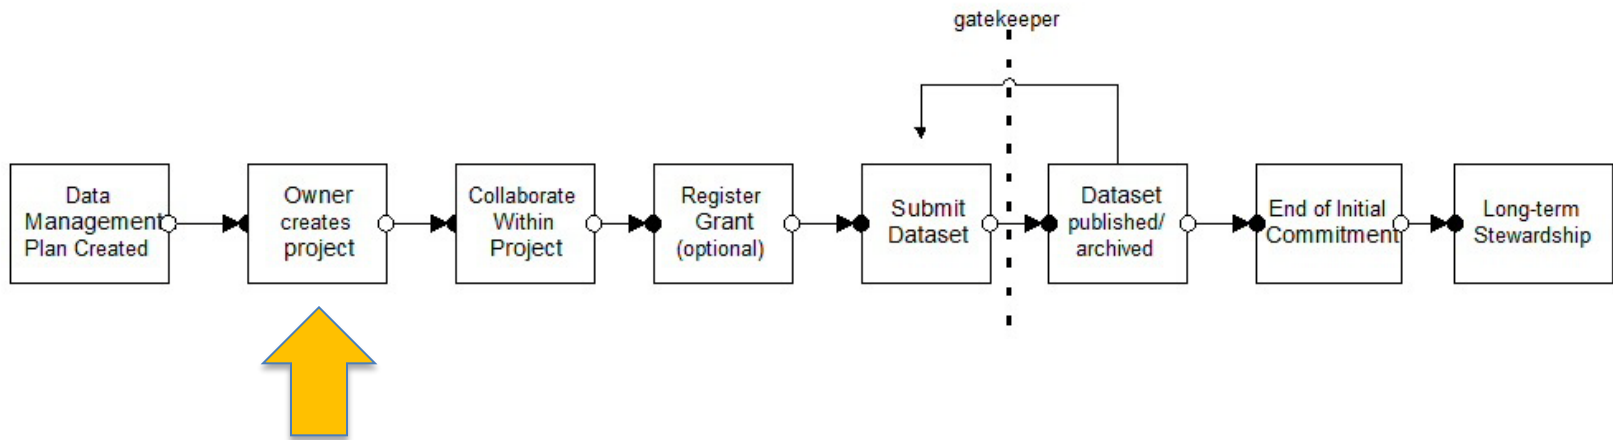 gatekeeper
Data
Management
Plan Created
Owner
creates
project
Collaborate
Within
Project
Register
Grant
(optional)
Submit
Dataset
Dataset
published/
archived
End of Initial
Commitment
Long-term
Stewardship